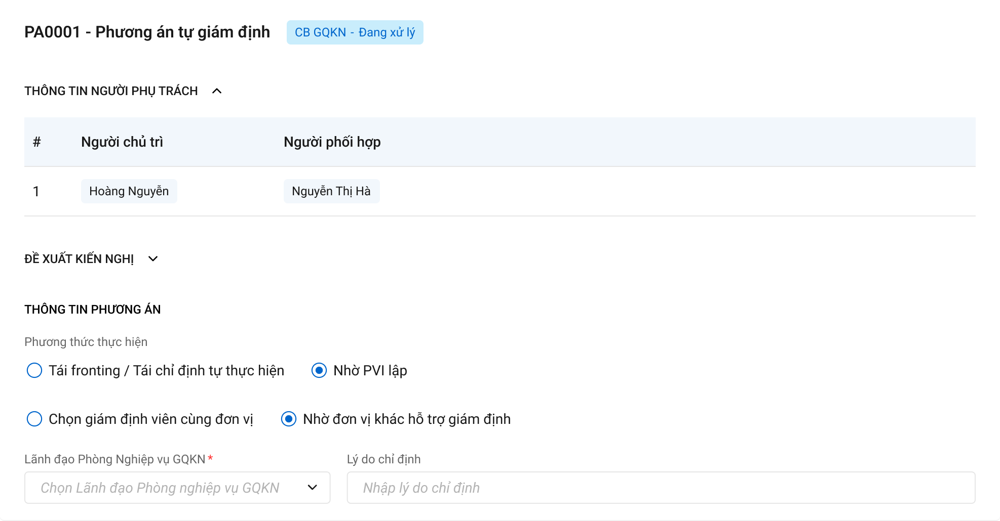 PA0001 - Phương án tự giám định CB GQKN - Đang xử lý
THÔNG TIN NGƯỜI PHỤ TRÁCH
# Người chủ trì Người phối hợp
1 Hoàng Nguyễn Nguyễn Thị Hà
ĐỀ XUẤT KIẾN NGHỊ
THÔNG TIN PHƯƠNG ÁN
Phương thức thực hiện
Tái fronting / Tái chỉ định tự thực hiện Nhờ PVI lập
Chọn giám định viên cùng đơn vị Nhờ đơn vị khác hỗ trợ giám định
Lãnh đạo Phòng Nghiệp vụ GQKN* Lý do chỉ định
Chọn Lãnh đạo Phòng nghiệp vụ GQKN Nhập lý do chỉ định